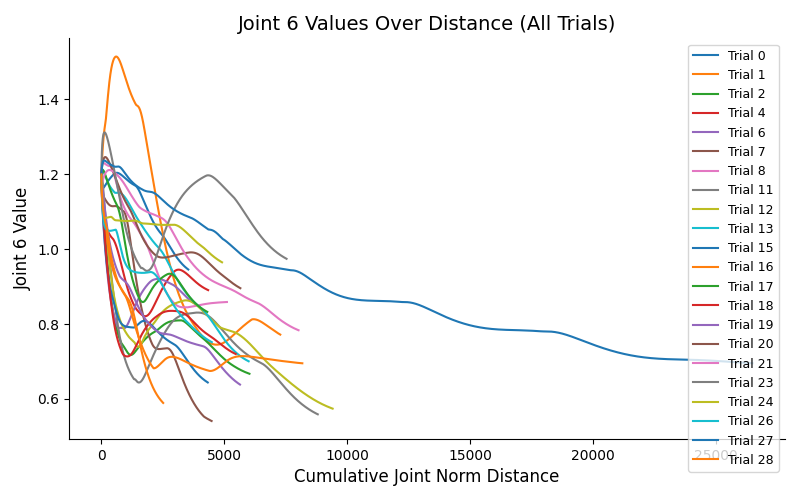 Joint 6 Values Over Distance (All Trials)
Joint 6 Value
1.4
1.2
1.0
0.8
0.6
0
5000
10000
15000
20000
25000
Cumulative Joint Norm Distance
Trial 0
Trial 1
Trial 2
Trial 4
Trial 6
Trial 7
Trial 8
Trial 11
Trial 12
Trial 13
Trial 15
Trial 16
Trial 17
Trial 18
Trial 19
Trial 20
Trial 21
Trial 23
Trial 24
Trial 26
Trial 27
Trial 28